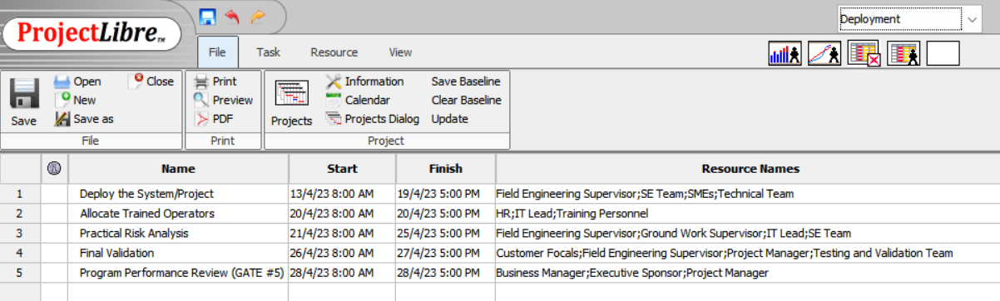 Deployment
ProjectLibre™
File Task Resource View
Save
Open
New
Save as
Close
File
Print
Preview
PDF
Print
Projects
Information
Calendar
Projects Dialog
Save Baseline
Clear Baseline
Update
Project
Name Start Finish Resource Names
1 Deploy the System/Project 13/4/23 8:00 AM 19/4/23 5:00 PM Field Engineering Supervisor;SE Team;SMEs;Technical Team
2 Allocate Trained Operators 20/4/23 8:00 AM 20/4/23 5:00 PM HR;IT Lead;Training Personnel
3 Practical Risk Analysis 21/4/23 8:00 AM 25/4/23 5:00 PM Field Engineering Supervisor;Ground Work Supervisor;IT Lead;SE Team
4 Final Validation 26/4/23 8:00 AM 27/4/23 5:00 PM Customer Focals;Field Engineering Supervisor;Project Manager;Testing and Validation Team
5 Program Performance Review (GATE #5) 28/4/23 8:00 AM 28/4/23 5:00 PM Business Manager;Executive Sponsor;Project Manager